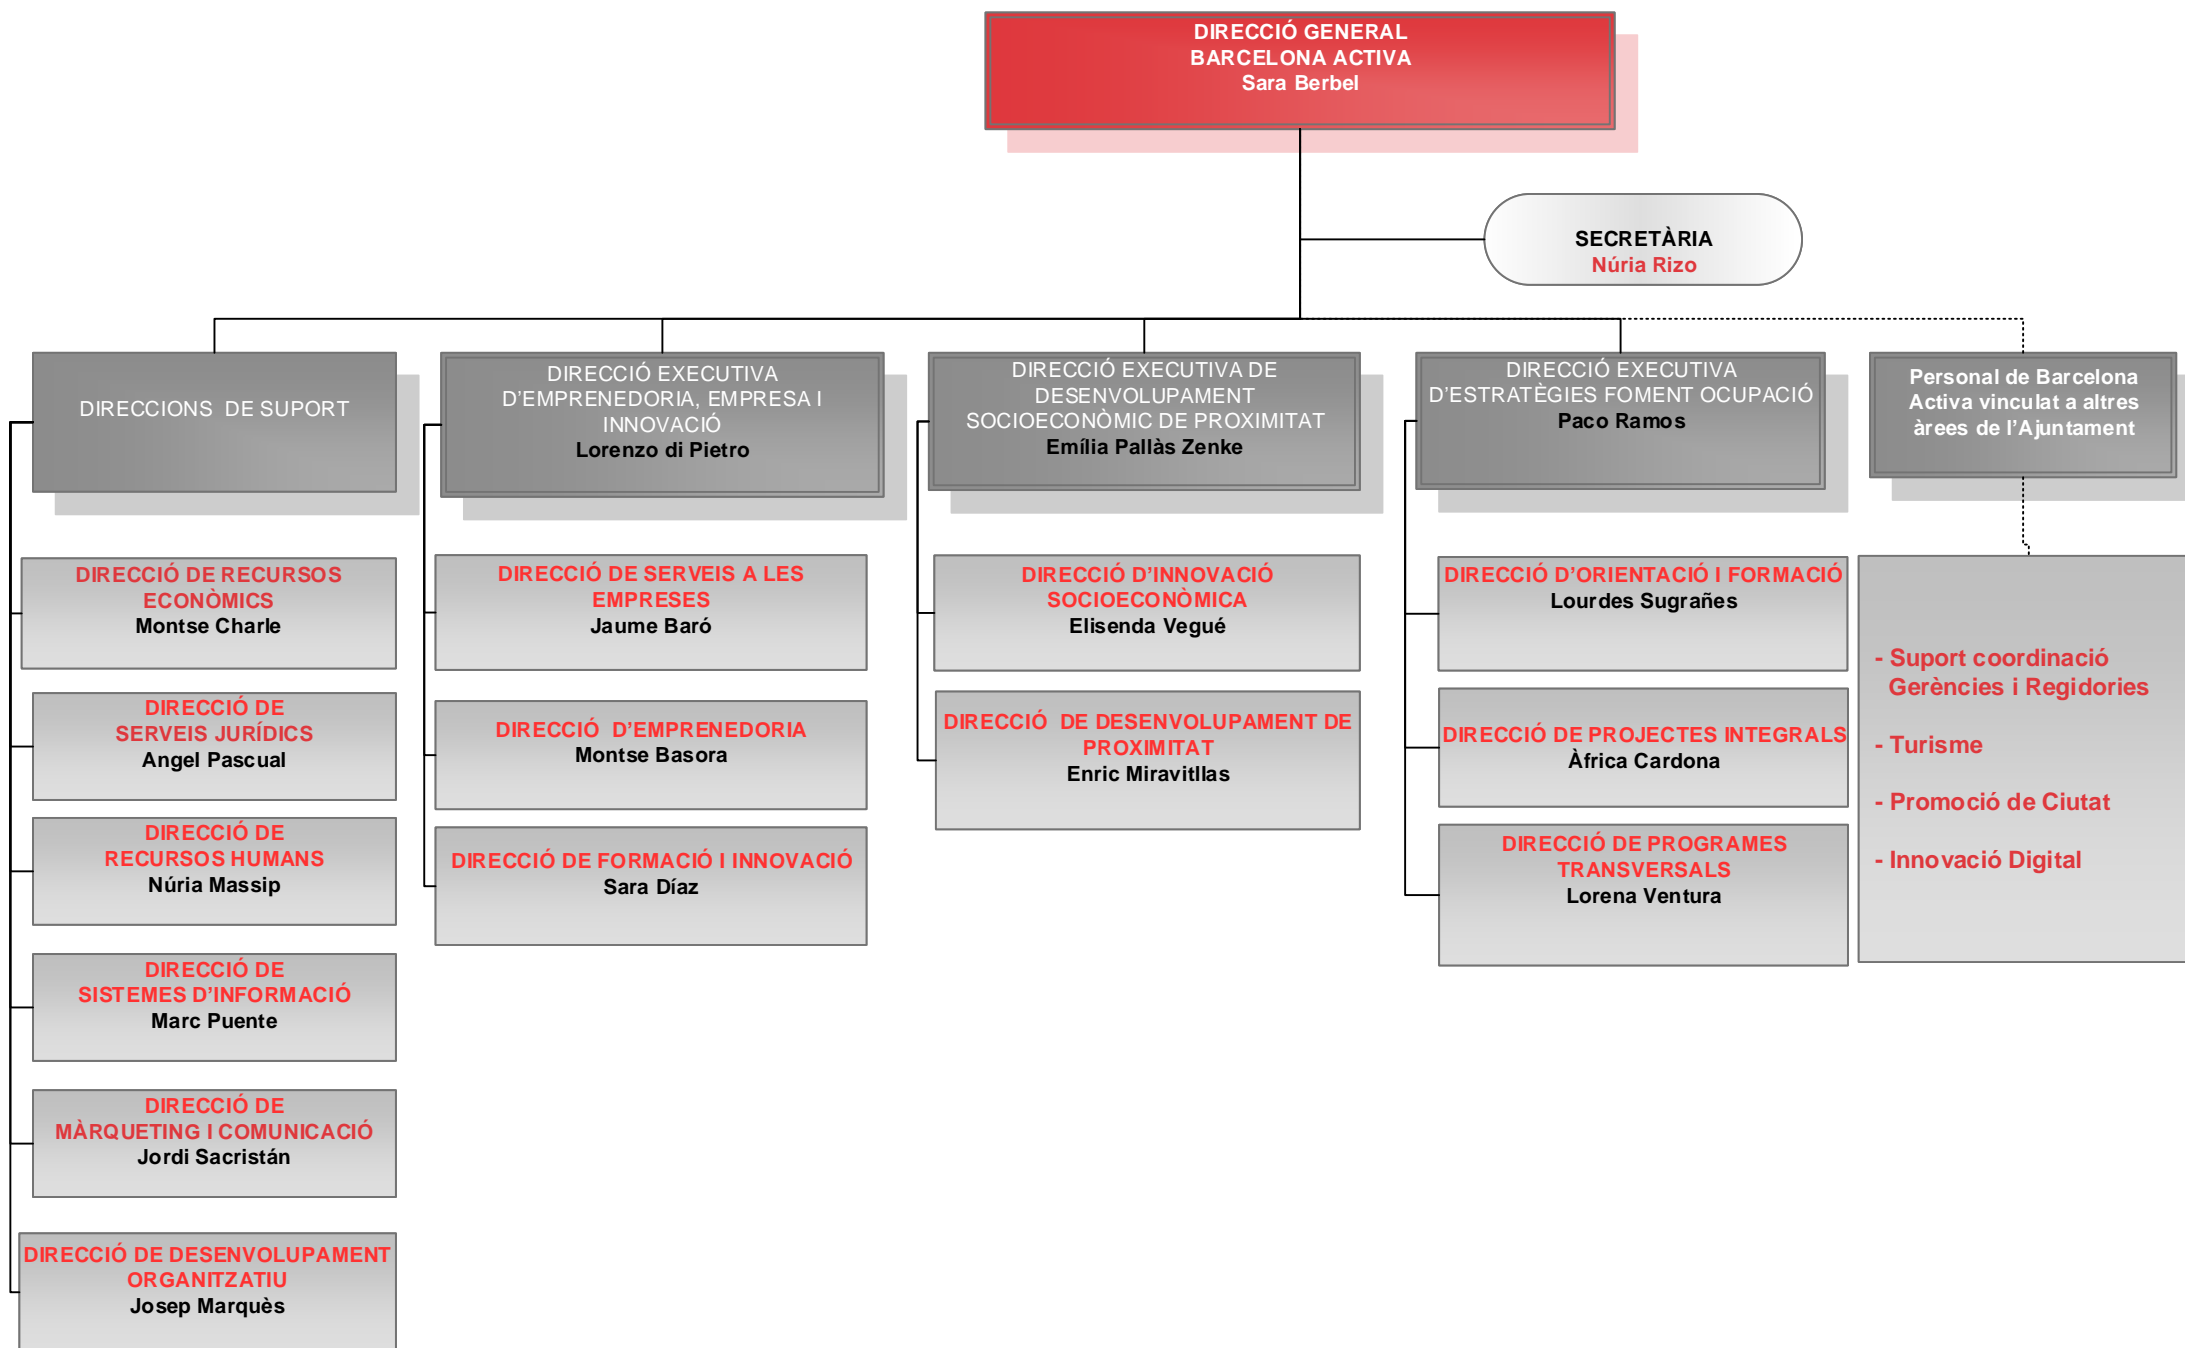 DIRECCIÓ GENERAL
BARCELONA ACTIVA
Sara Berbel
SECRETÀRIA
Núria Rizo
DIRECCIONS DE SUPORT
DIRECCIÓ DE RECURSOS
ECONÒMICS
Montse Charle
DIRECCIÓ DE
SERVEIS JURÍDICS
Angel Pascual
DIRECCIÓ DE
RECURSOS HUMANS
Núria Massip
DIRECCIÓ DE
SISTEMES D’INFORMACIÓ
Marc Puente
DIRECCIÓ DE
MÀRQUETING I COMUNICACIÓ
Jordi Sacristán
DIRECCIÓ DE DESENVOLUPAMENT
ORGANITZATIU
Josep Marquès
DIRECCIÓ EXECUTIVA
D’EMPRENEDORIA, EMPRESA I
INNOVACIÓ
Lorenzo di Pietro
DIRECCIÓ DE SERVEIS A LES
EMPRESES
Jaume Baró
DIRECCIÓ D’EMPRENEDORIA
Montse Basora
DIRECCIÓ DE FORMACIÓ I INNOVACIÓ
Sara Díaz
DIRECCIÓ EXECUTIVA DE
DESENVOLUPAMENT
SOCIOECONÒMIC DE PROXIMITAT
Emília Pallàs Zenke
DIRECCIÓ D’INNOVACIÓ
SOCIOECONÒMICA
Elisenda Vegué
DIRECCIÓ DE DESENVOLUPAMENT DE
PROXIMITAT
Enric Miravitllas
DIRECCIÓ EXECUTIVA
D’ESTRATÈGIES FOMENT OCUPACIÓ
Paco Ramos
DIRECCIÓ D’ORIENTACIÓ I FORMACIÓ
Lourdes Sugrañes
DIRECCIÓ DE PROJECTES INTEGRALS
Àfrica Cardona
DIRECCIÓ DE PROGRAMES
TRANSVERSALS
Lorena Ventura
Personal de Barcelona
Activa vinculat a altres
àrees de l’Ajuntament
- Suport coordinació
Gerències i Regidories
- Turisme
- Promoció de Ciutat
- Innovació Digital